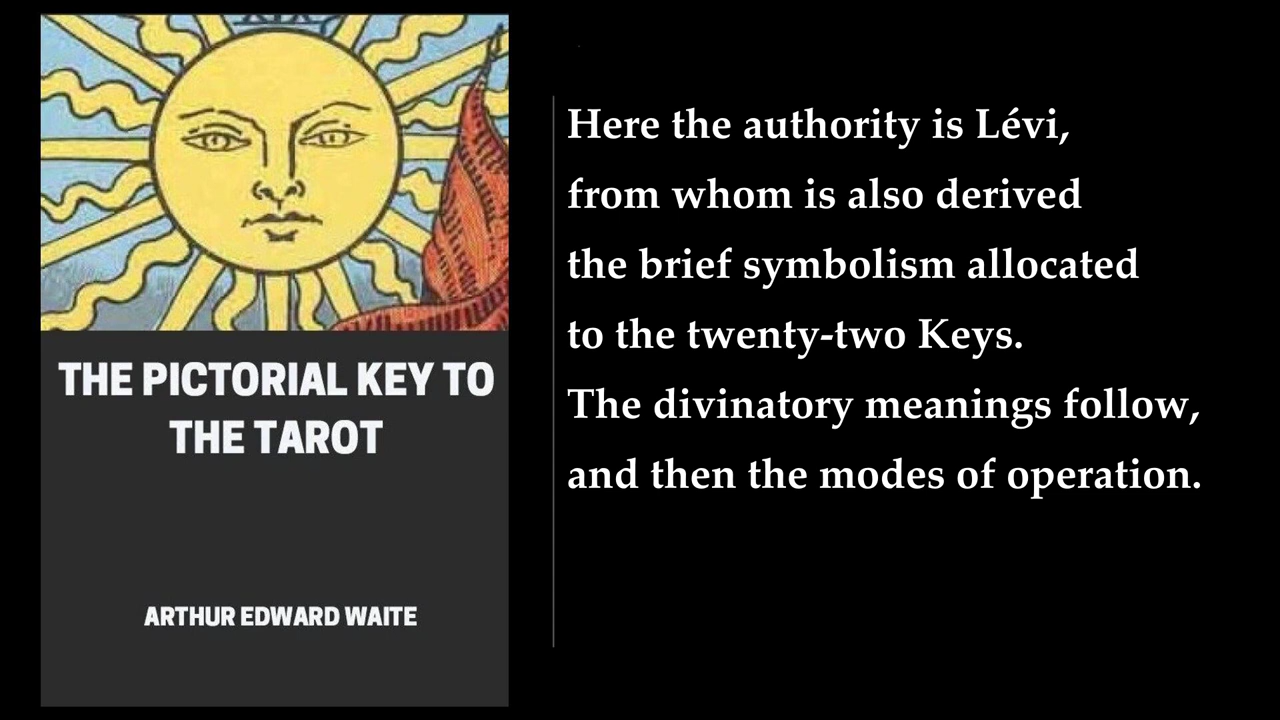 XIX
THE PICTORIAL KEY TO
THE TAROT
ARTHUR EDWARD WAITE
Here the authority is Lévi,
from whom is also derived
the brief symbolism allocated
to the twenty-two Keys.
The divinatory meanings follow,
and then the modes of operation.